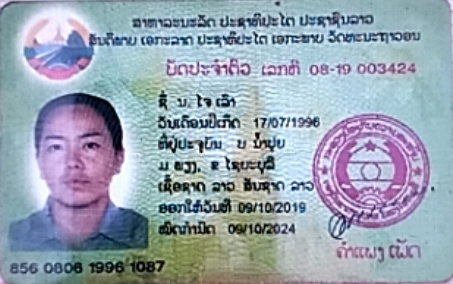 ສາທາລະນະລັດ ປະຊາທິປະໄຕ ປະຊາຊົນລາວ
ສັນຕິພາບ ເອກະລາດ ປະຊາທິປະໄຕ ເອກະພາບ ວັດທະນະຖາວອນ
ບັດປະຈຳຕົວ ເລກທີ 08-19 003424
ຊື່ ນ. ໄຈ ເລົ້າ
ວັນເດືອນປີເກີດ 17/07/1996
ທີ່ຢູ່ປະຈຸບັນ ບ ນ້ຳປຸຍ
ມ ພຽງ, ຂ ໄຊຍະບູລີ
ເຊື້ອຊາດ ລາວ ສັນຊາດ ລາວ
ອອກໃຫ້ວັນທີ 09/10/2019
ໝົດກຳນົດ 09/10/2024
ຄຳແພງ ເພັດ
856 0806 1996 1087